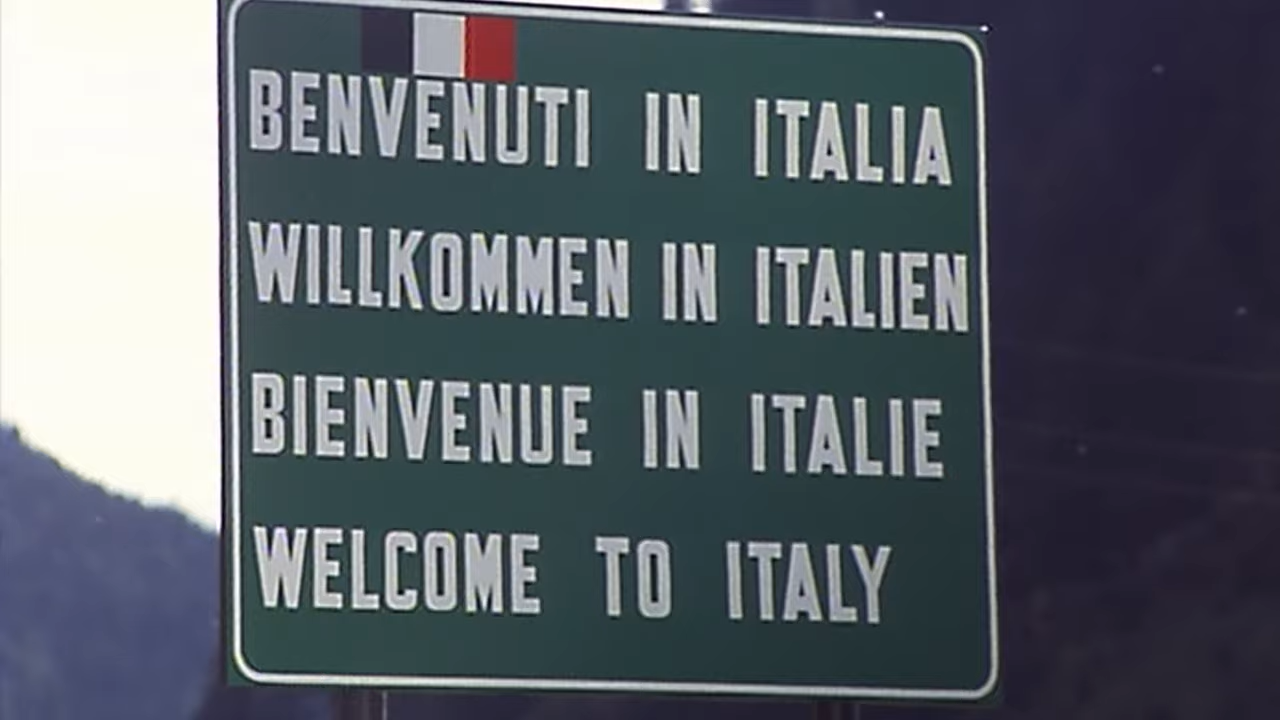 BENVENUTI IN ITALIA
WILLKOMMEN IN ITALIEN
BIENVENUE IN ITALIE
WELCOME TO ITALY